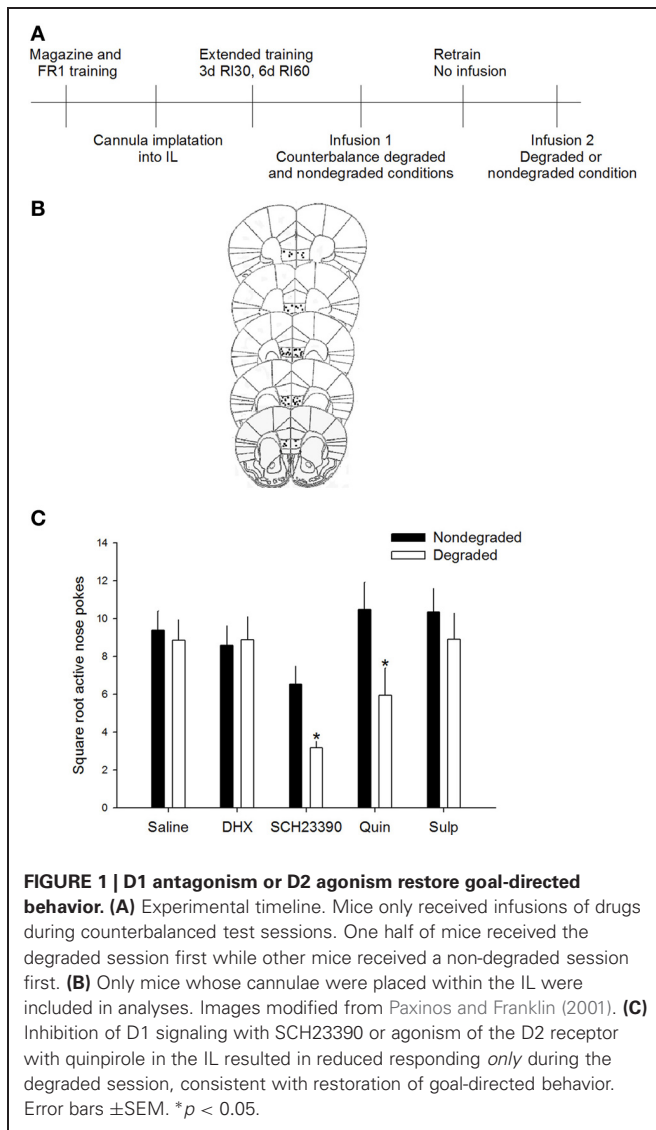 A
Magazine and
FR1 training
Extended training
3d RI30, 6d RI60
Retrain
No infusion
Cannula implatation
into IL
Infusion 1
Counterbalance degraded
and nondegraded conditions
Infusion 2
Degraded or
nondegraded condition
B
C
Nondegraded
Degraded
Square root active nose pokes
14
12
10
8
6
4
2
0
*
*
Saline
DHX
SCH23390
Quin
Sulp
FIGURE 1 | D1 antagonism or D2 agonism restore goal-directed
behavior. (A) Experimental timeline. Mice only received infusions of drugs
during counterbalanced test sessions. One half of mice received the
degraded session first while other mice received a non-degraded session
first. (B) Only mice whose cannulae were placed within the IL were
included in analyses. Images modified from Paxinos and Franklin (2001). (C)
Inhibition of D1 signaling with SCH23390 or agonism of the D2 receptor
with quinpirole in the IL resulted in reduced responding only during the
degraded session, consistent with restoration of goal-directed behavior.
Error bars ±SEM. *p < 0.05.